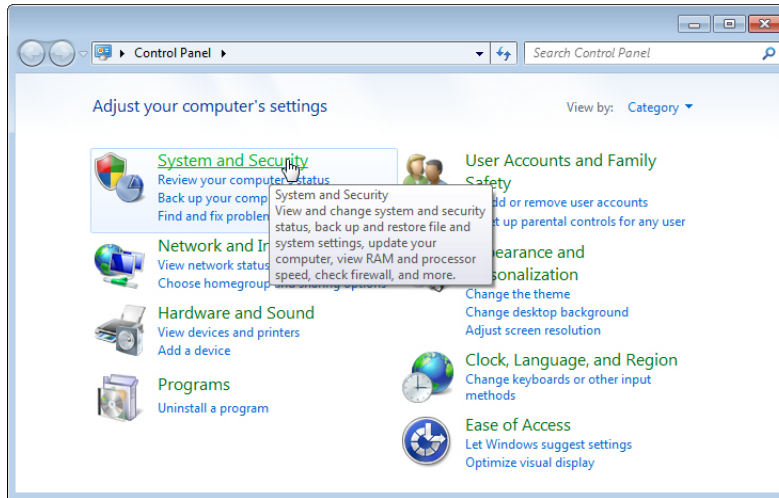 Control Panel
Search Control Panel
Adjust your computer's settings
View by: Category
System and Security
Review your computer's status
Back up your comp
Find and fix problem
System and Security
View and change system and security
status, back up and restore file and
system settings, update your
computer, view RAM and processor
speed, check firewall, and more.
Network and In
View network status
Choose homegroup and sharing options
Hardware and Sound
View devices and printers
Add a device
Programs
Uninstall a program
User Accounts and Family
Safety
dd or remove user accounts
et up parental controls for any user
earance and
sonalization
Change the theme
Change desktop background
Adjust screen resolution
Clock, Language, and Region
Change keyboards or other input
methods
Ease of Access
Let Windows suggest settings
Optimize visual display